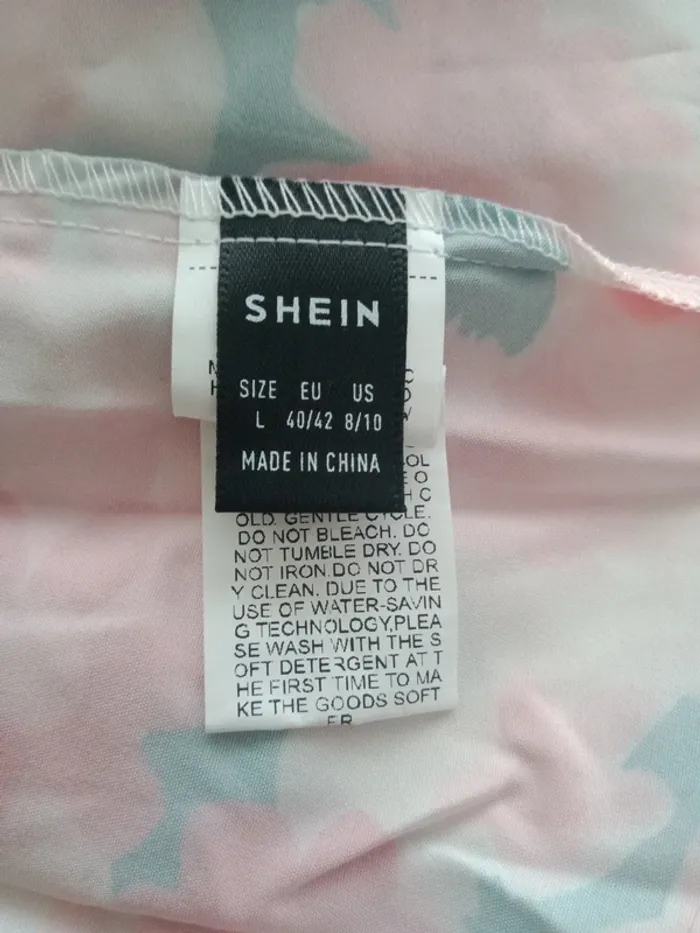 SHEIN
SIZE EU US
L 40/42 8/10
MADE IN CHINA
OLD. GENTLE CYCLE.
DO NOT BLEACH. DO
NOT TUMBLE DRY. DO
NOT IRON.DO NOT DR
Y CLEAN. DUE TO THE
USE OF WATER-SAVIN
G TECHNOLOGY,PLEA
SE WASH WITH THE S
OFT DETERGENT AT T
HE FIRST TIME TO MA
KE THE GOODS SOFT
ER